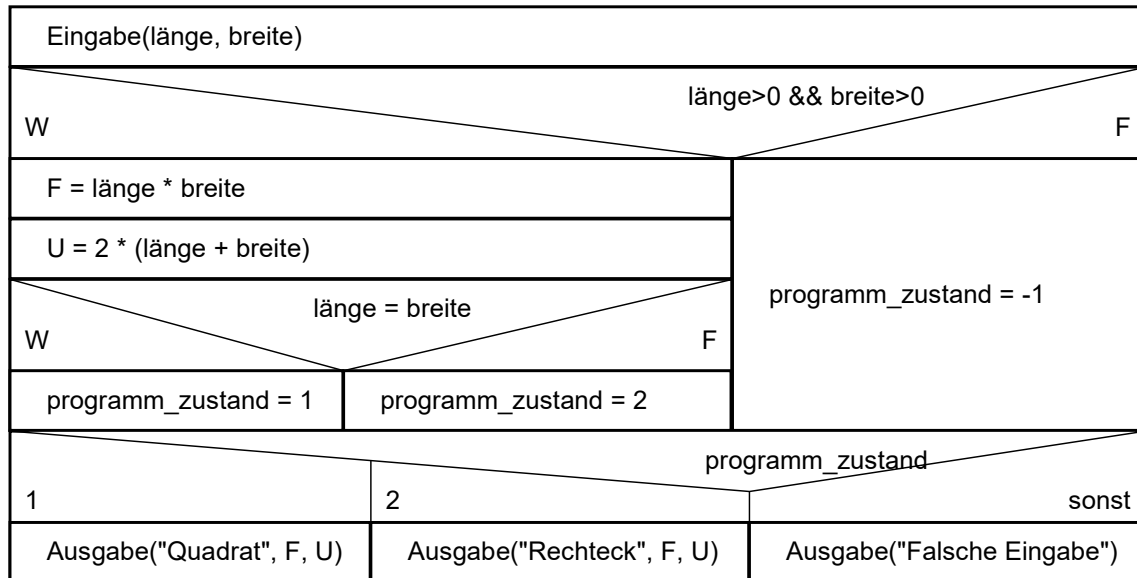 Eingabe(länge, breite)
länge>0 && breite>0
W
F
F = länge * breite
U = 2 * (länge + breite)
länge = breite
W
F
programm_zustand = -1
programm_zustand = 1
programm_zustand = 2
programm_zustand
1
2
sonst
Ausgabe("Quadrat", F, U)
Ausgabe("Rechteck", F, U)
Ausgabe("Falsche Eingabe")